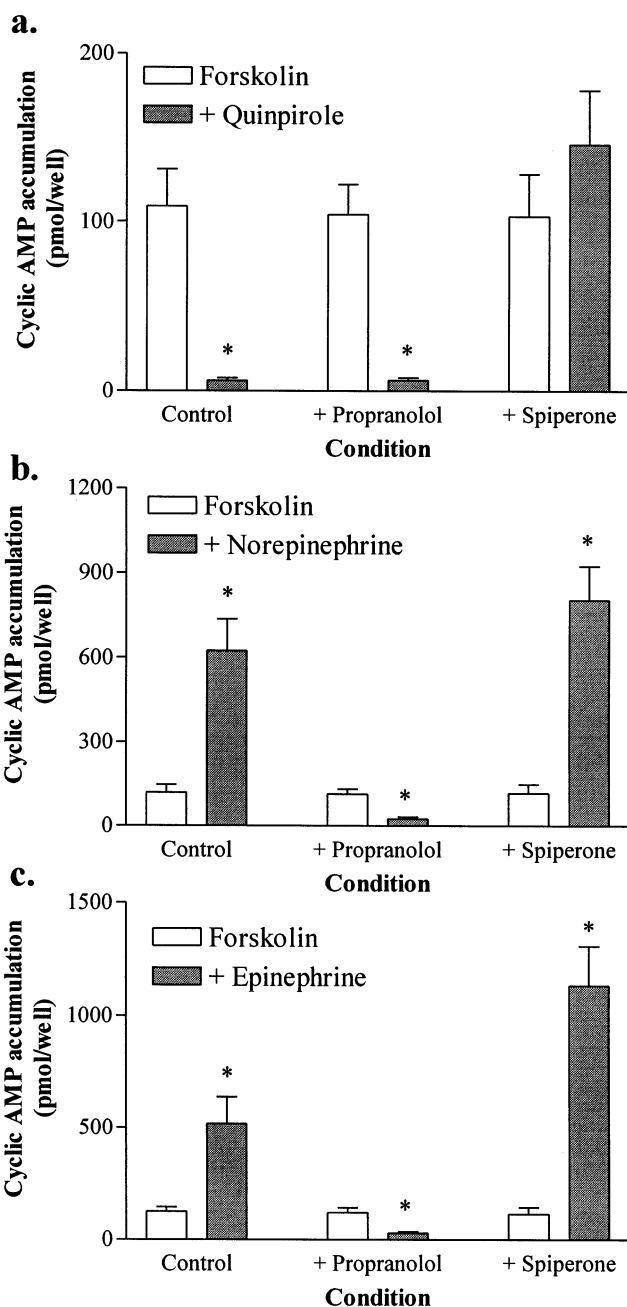 a.
Cyclic AMP accumulation
(pmol/well)
200
100
0
Forskolin
+ Quinpirole
*
*
Control
+ Propranolol
+ Spiperone
Condition
b.
Cyclic AMP accumulation
(pmol/well)
1200
900
600
300
0
Forskolin
+ Norepinephrine
*
*
*
Control
+ Propranolol
+ Spiperone
Condition
c.
Cyclic AMP accumulation
(pmol/well)
1500
1000
500
0
Forskolin
+ Epinephrine
*
*
*
Control
+ Propranolol
+ Spiperone
Condition